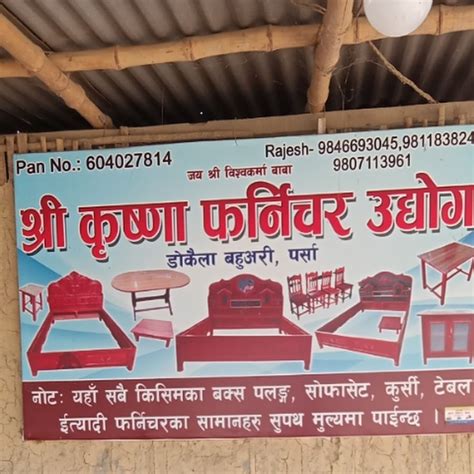 Pan No.: 604027814
Rajesh- 9846693045,981183824
9807113961
जय श्री विश्वकर्मा बाबा
श्री कृष्णा फर्निचर उद्योग
डोकैला बहुअरी, पर्सा
नोटः यहाँ सबै किसिमका बक्स पलङ्ग, सोफासेट, कुर्सी, टेबल
ईत्यादी फर्निचरका सामानहरु सुपथ मुल्यमा पाईन्छ ।